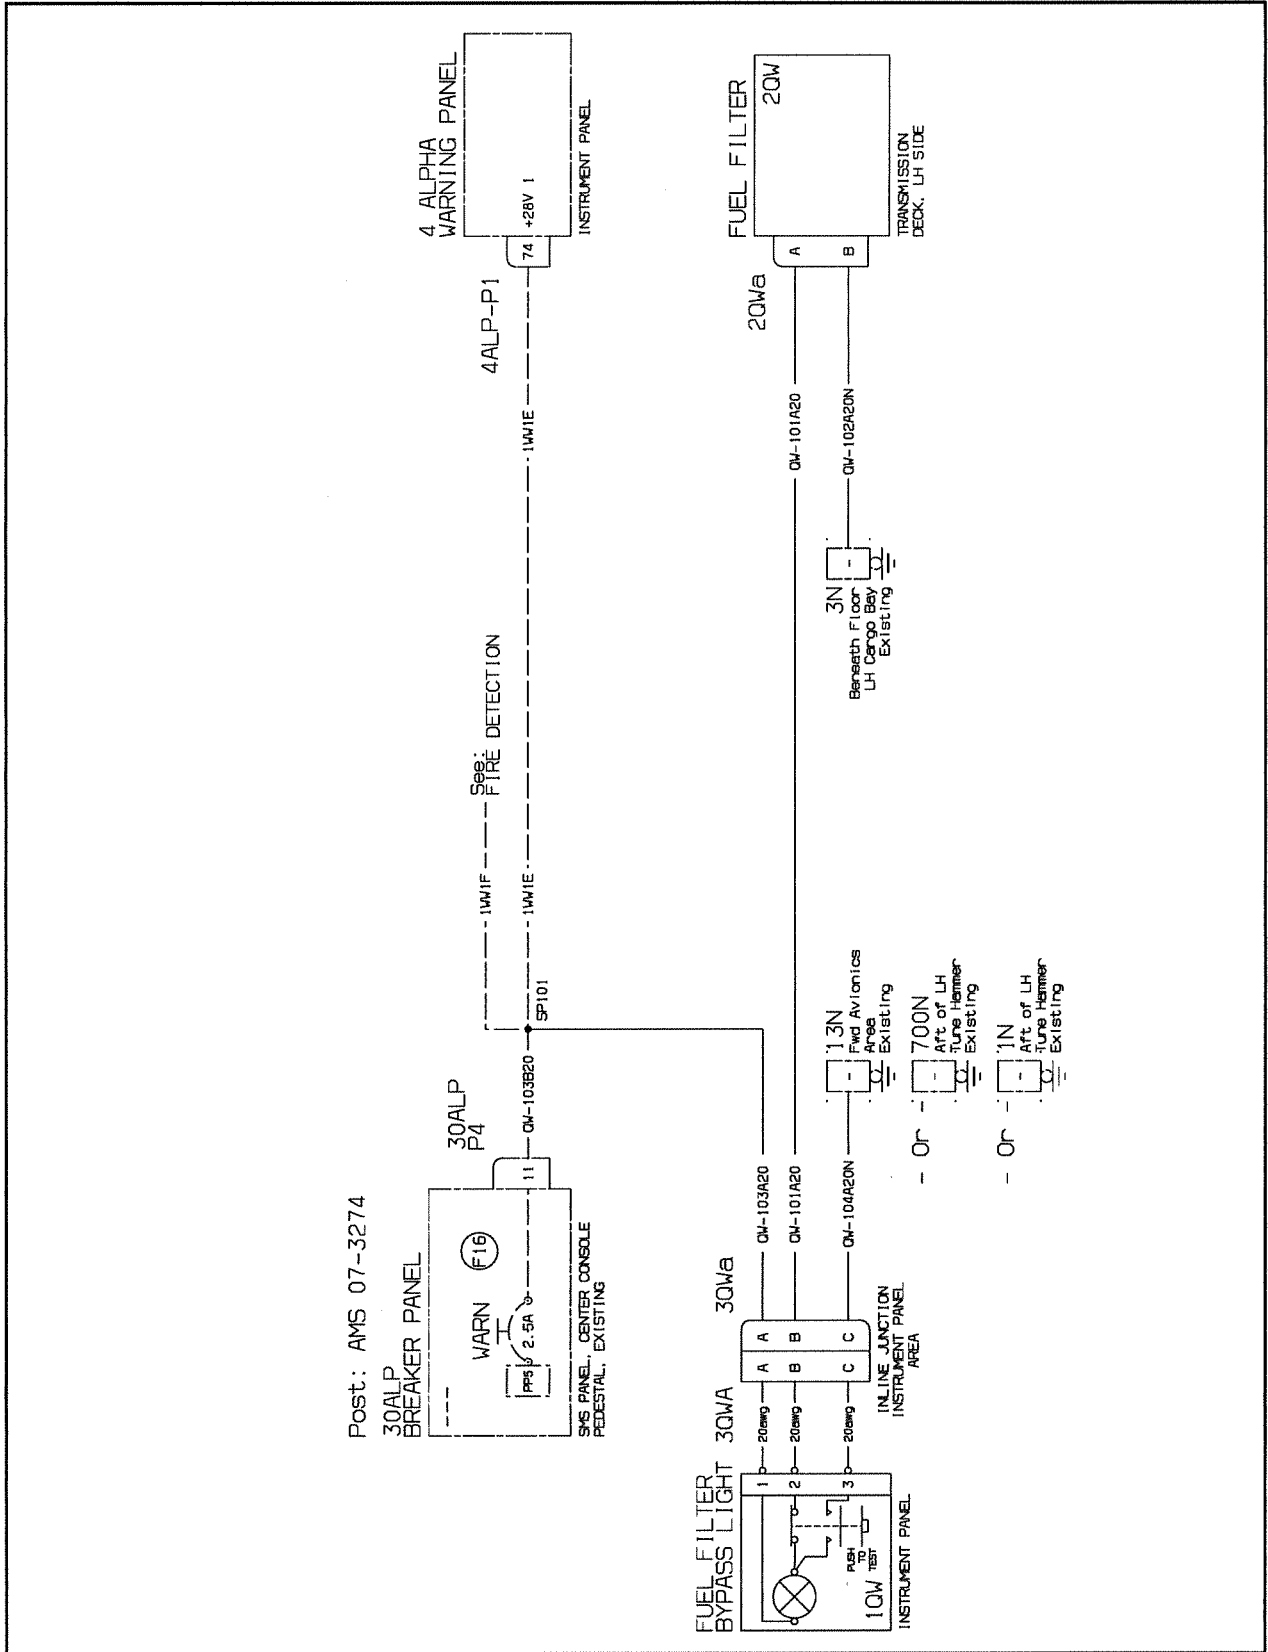 Post: AMS 07-3274
30ALP
BREAKER PANEL
WARN
F16
PP5
2.5A
11
SMS PANEL, CENTER CONSOLE
PEDESTAL, EXISTING
30ALP
P4
QW-103B20
SP101
1WW1F
See:
FIRE DETECTION
1WW1E
1WW1E
4ALP-P1
4 ALPHA
WARNING PANEL
74
+28V 1
INSTRUMENT PANEL
FUEL FILTER
BYPASS LIGHT
1
2
3
PUSH
TO
TEST
1QW
INSTRUMENT PANEL
3QWA
20awg
20awg
20awg
A
B
C
A
B
C
INLINE JUNCTION
INSTRUMENT PANEL
AREA
3QWa
QW-103A20
QW-101A20
QW-104A20N
13N
Fwd Avionics
Area
Existing
- Or -
700N
Aft of LH
Tune Hammer
Existing
- Or -
1N
Aft of LH
Tune Hammer
Existing
3N
Beneath Floor
LH Cargo Bay
Existing
QW-101A20
QW-102A20N
2QWa
A
B
FUEL FILTER
2QW
TRANSMISSION
DECK, LH SIDE